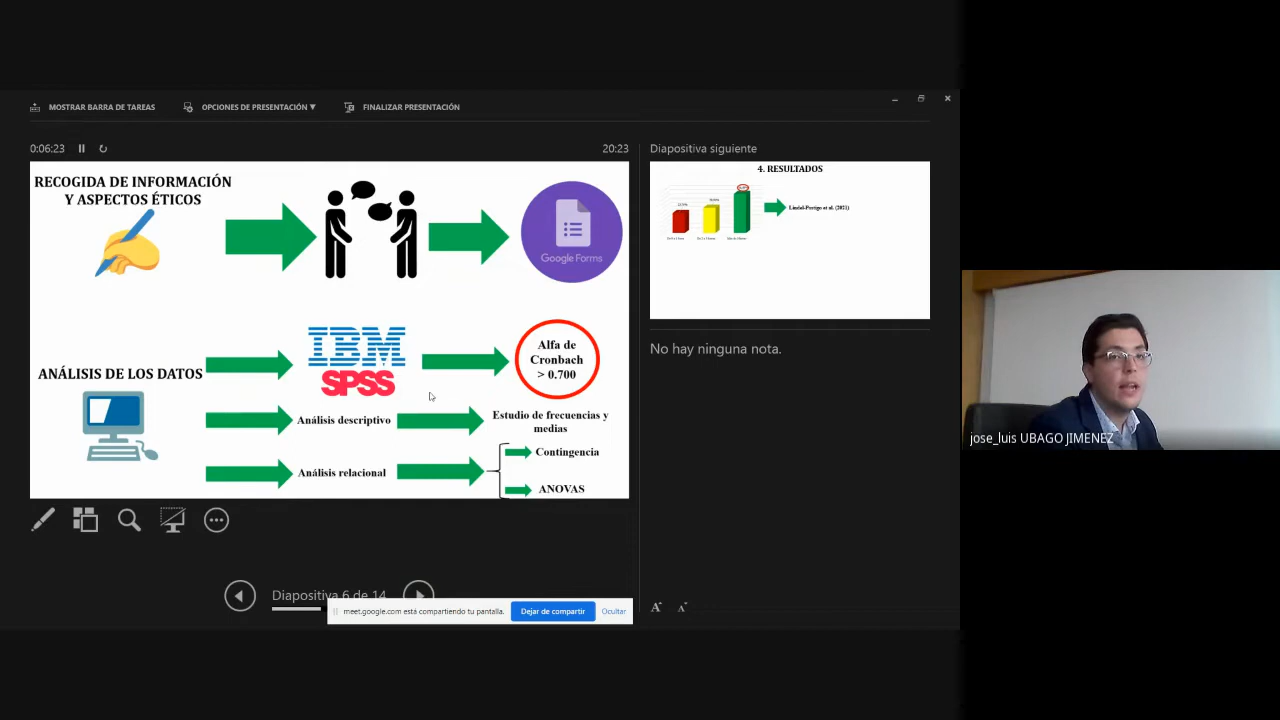 MOSTRAR BARRA DE TAREAS
OPCIONES DE PRESENTACIÓN ▼
FINALIZAR PRESENTACIÓN
0:06:23
20:23
RECOGIDA DE INFORMACIÓN
Y ASPECTOS ÉTICOS
Google Forms
ANÁLISIS DE LOS DATOS
IBM
SPSS
Alfa de
Cronbach
> 0.700
Análisis descriptivo
Estudio de frecuencias y
medias
Análisis relacional
Contingencia
ANOVAS
Diapositiva 6 de 14
meet.google.com está compartiendo tu pantalla.
Dejar de compartir
Ocultar
Diapositiva siguiente
4. RESULTADOS
No hay ninguna nota.
A
A
jose_luis UBAGO JIMENEZ